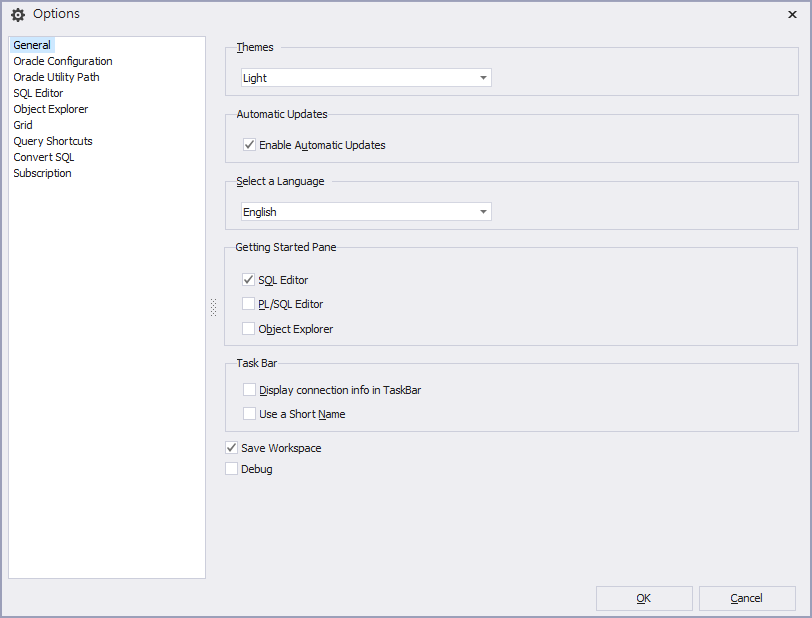 Options
General
Oracle Configuration
Oracle Utility Path
SQL Editor
Object Explorer
Grid
Query Shortcuts
Convert SQL
Subscription
Themes
Light
Automatic Updates
Enable Automatic Updates
Select a Language
English
Getting Started Pane
SQL Editor
PL/SQL Editor
Object Explorer
Task Bar
Display connection info in TaskBar
Use a Short Name
Save Workspace
Debug
OK
Cancel